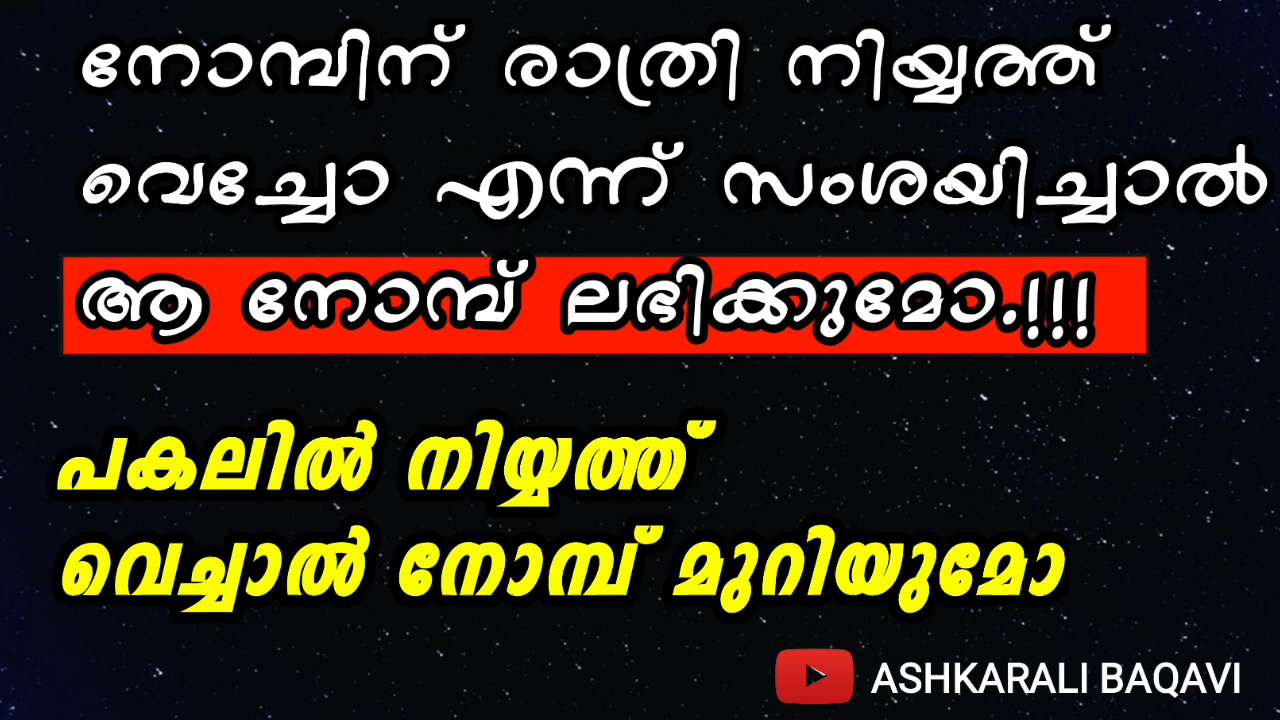 നോമ്പിന് രാത്രി നിയ്യത്ത്
വെച്ചോ എന്ന് സംശയിച്ചാൽ
ആ നോമ്പ് ലഭിക്കുമോ.!!!
പകലിൽ നിയ്യത്ത്
വെച്ചാൽ നോമ്പ് മുറിയുമോ
ASHKARALI BAQAVI